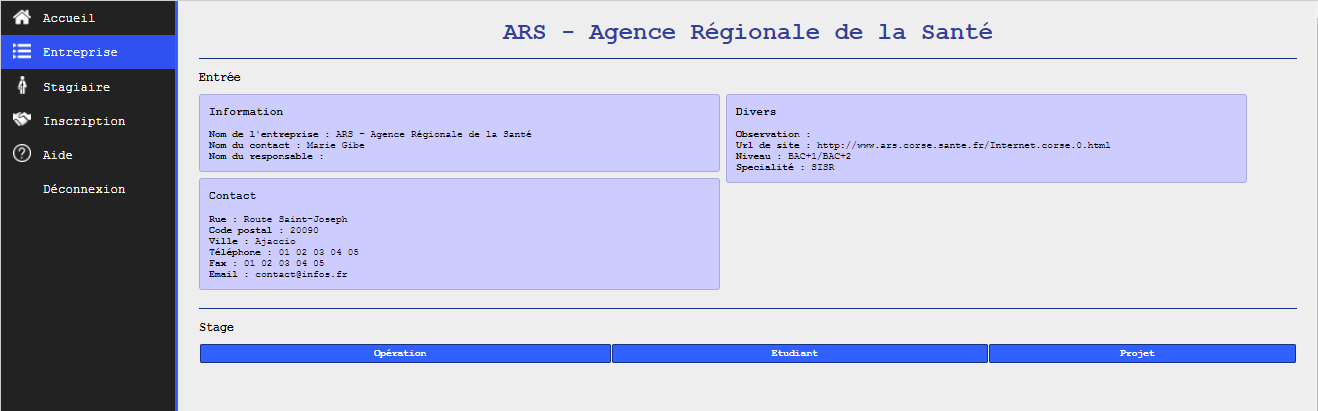 Accueil
Entreprise
Stagiaire
Inscription
Aide
Déconnexion
ARS - Agence Régionale de la Santé
Entrée
Information
Nom de l'entreprise : ARS - Agence Régionale de la Santé
Nom du contact : Marie Gibe
Nom du responsable :
Contact
Rue : Route Saint-Joseph
Code postal : 20090
Ville : Ajaccio
Téléphone : 01 02 03 04 05
Fax : 01 02 03 04 05
Email : contact@infos.fr
Divers
Observation :
Url de site : http://www.ars.corse.sante.fr/Internet.corse.0.html
Niveau : BAC+1/BAC+2
Specialité : SISR
Stage
Opération Etudiant Projet